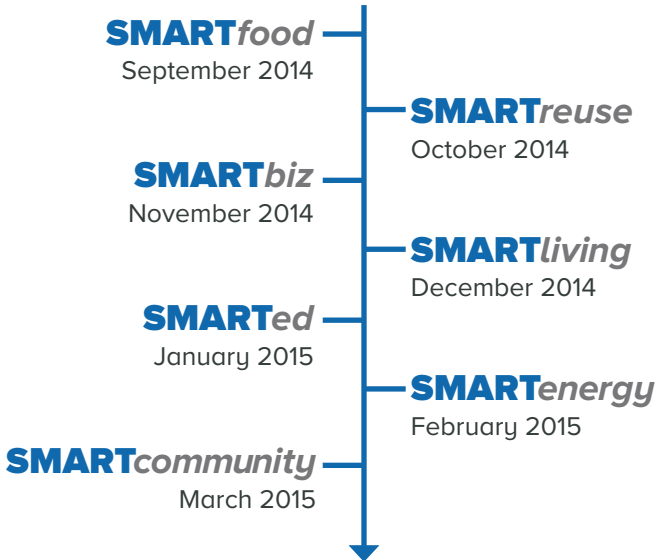 SMARTfood
September 2014
SMARTreuse
October 2014
SMARTbiz
November 2014
SMARTliving
December 2014
SMARTed
January 2015
SMARTenergy
February 2015
SMARTcommunity
March 2015